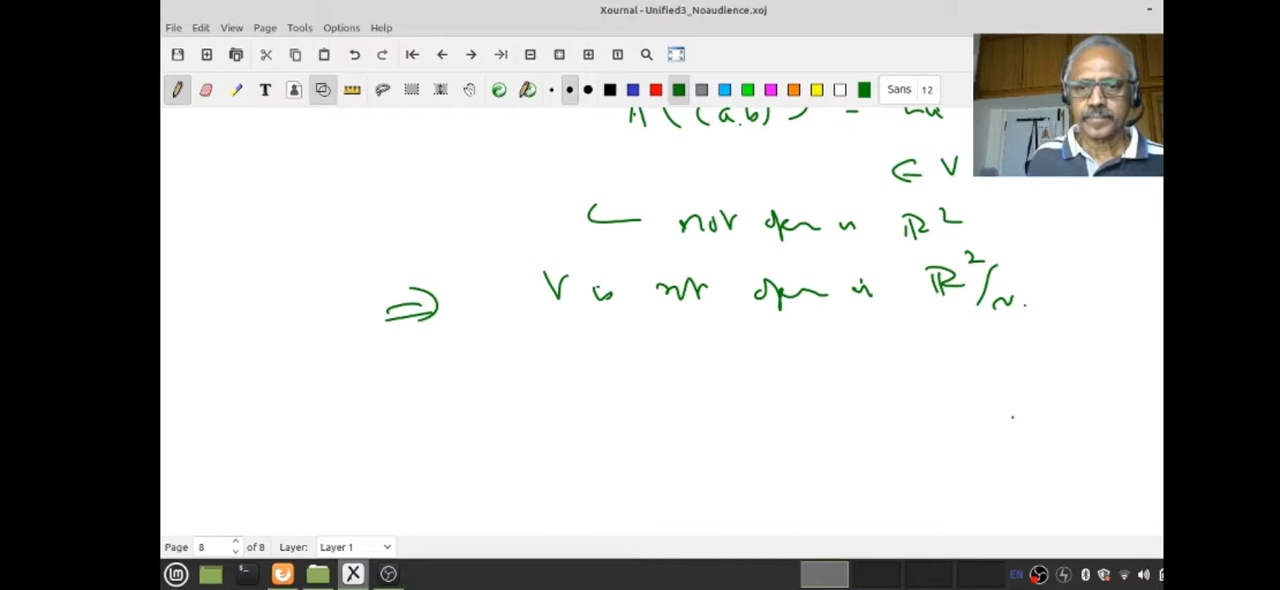 Xournal - Unified3_Noaudience.xoj
File Edit View Page Tools Options Help
Sans 12
π((a,b)) =
∈ V
not open in ℝ²
⇒ V is not open in ℝ²/~.
Page 8 of 8 Layer: Layer 1
EN